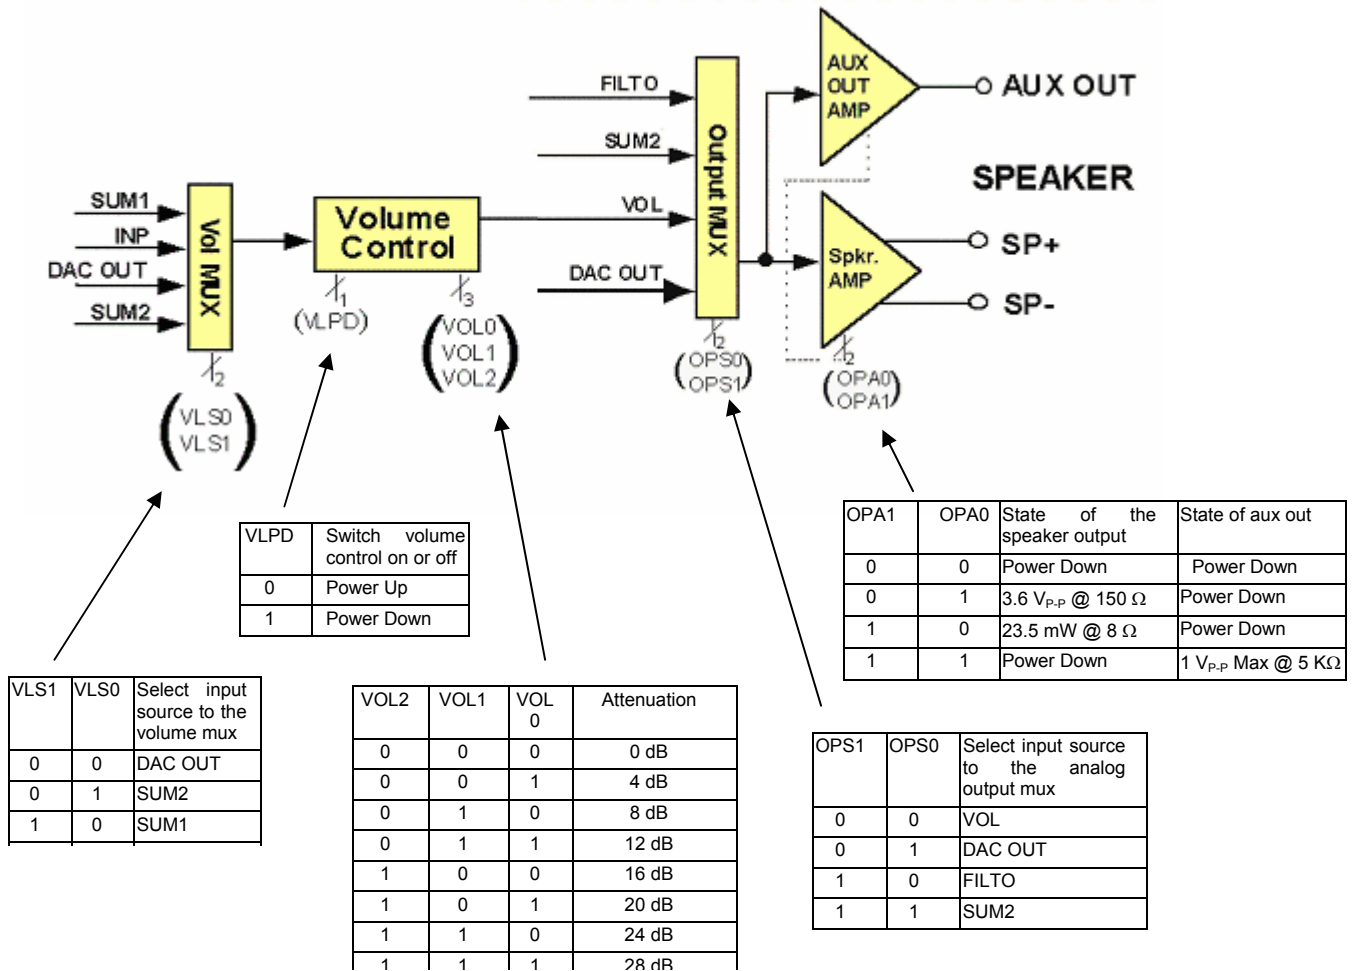 AUX
OUT
AMP
AUX OUT
FILTO
SUM2
VOL
DAC OUT
Output MUX
SPEAKER
SP+
SP-
Spkr.
AMP
SUM1
INP
DAC OUT
SUM2
Vol MUX
Volume
Control
1
(VLPD)
3
VOL0
VOL1
VOL2
2
VLS0
VLS1
2
OPS0
OPS1
2
OPA0
OPA1
VLPD Switch volume
control on or off
0 Power Up
1 Power Down
OPA1 OPA0 State of the State of aux out
speaker output
0 0 Power Down Power Down
0 1 3.6 VP-P @ 150 Ω Power Down
1 0 23.5 mW @ 8 Ω Power Down
1 1 Power Down 1 VP-P Max @ 5 KΩ
VLS1 VLS0 Select input
source to the
volume mux
0 0 DAC OUT
0 1 SUM2
1 0 SUM1
VOL2 VOL1 VOL Attenuation
0
0 0 0 0 dB
0 0 1 4 dB
0 1 0 8 dB
0 1 1 12 dB
1 0 0 16 dB
1 0 1 20 dB
1 1 0 24 dB
1 1 1 28 dB
OPS1 OPS0 Select input source
to the analog
output mux
0 0 VOL
0 1 DAC OUT
1 0 FILTO
1 1 SUM2